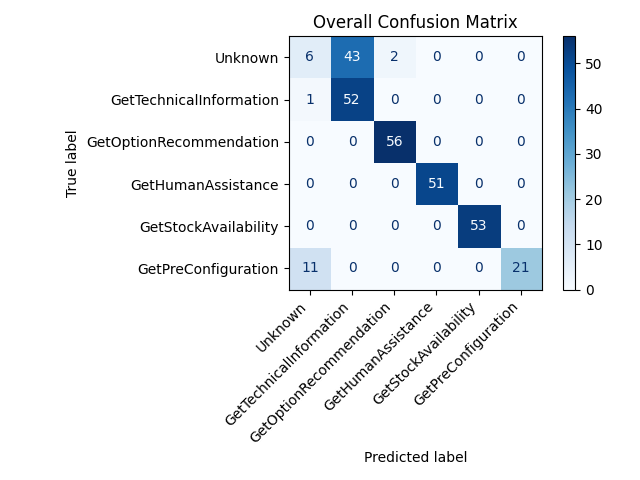 Overall Confusion Matrix
True label
Unknown 6 43 2 0 0 0
GetTechnicalInformation 1 52 0 0 0 0
GetOptionRecommendation 0 0 56 0 0 0
GetHumanAssistance 0 0 0 51 0 0
GetStockAvailability 0 0 0 0 53 0
GetPreConfiguration 11 0 0 0 0 21
Unknown
GetTechnicalInformation
GetOptionRecommendation
GetHumanAssistance
GetStockAvailability
GetPreConfiguration
Predicted label
50
40
30
20
10
0